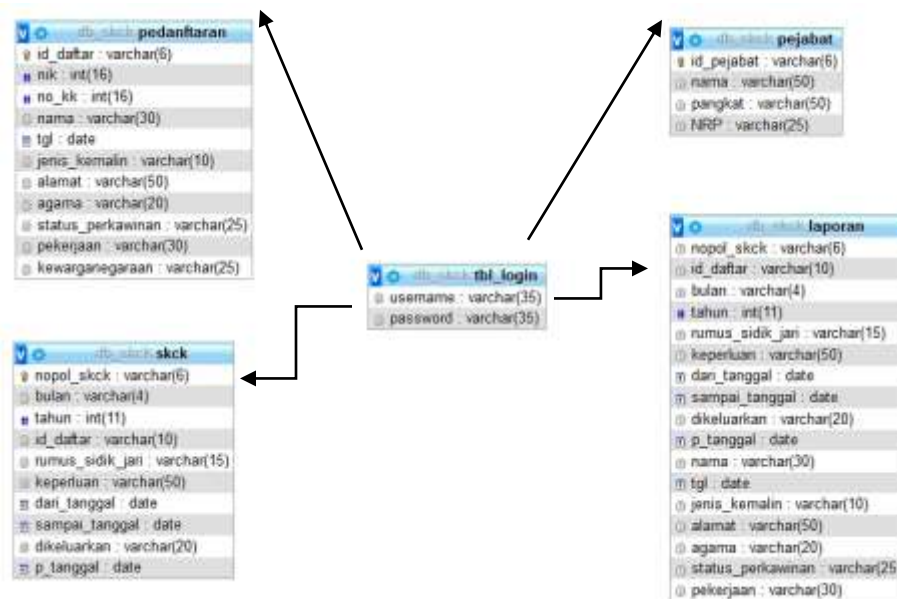 db_skck pedanftaran
id_daftar : varchar(6)
nik : int(16)
no_kk : int(16)
nama : varchar(30)
tgl : date
jenis_kemalin : varchar(10)
alamat : varchar(50)
agama : varchar(20)
status_perkawinan : varchar(25)
pekerjaan : varchar(30)
kewarganegaraan : varchar(25)
db_skck pejabat
id_pejabat : varchar(6)
nama : varchar(50)
pangkat : varchar(50)
NRP : varchar(25)
db_skck tbl_login
username : varchar(35)
password : varchar(35)
db_skck skck
nopol_skck : varchar(6)
bulan : varchar(4)
tahun : int(11)
id_daftar : varchar(10)
rumus_sidik_jari : varchar(15)
keperluan : varchar(50)
dari_tanggal : date
sampai_tanggal : date
dikeluarkan : varchar(20)
p_tanggal : date
db_skck laporan
nopol_skck : varchar(6)
id_daftar : varchar(10)
bulan : varchar(4)
tahun : int(11)
rumus_sidik_jari : varchar(15)
keperluan : varchar(50)
dari_tanggal : date
sampai_tanggal : date
dikeluarkan : varchar(20)
p_tanggal : date
nama : varchar(30)
tgl : date
jenis_kemalin : varchar(10)
alamat : varchar(50)
agama : varchar(20)
status_perkawinan : varchar(25
pekerjaan : varchar(30)